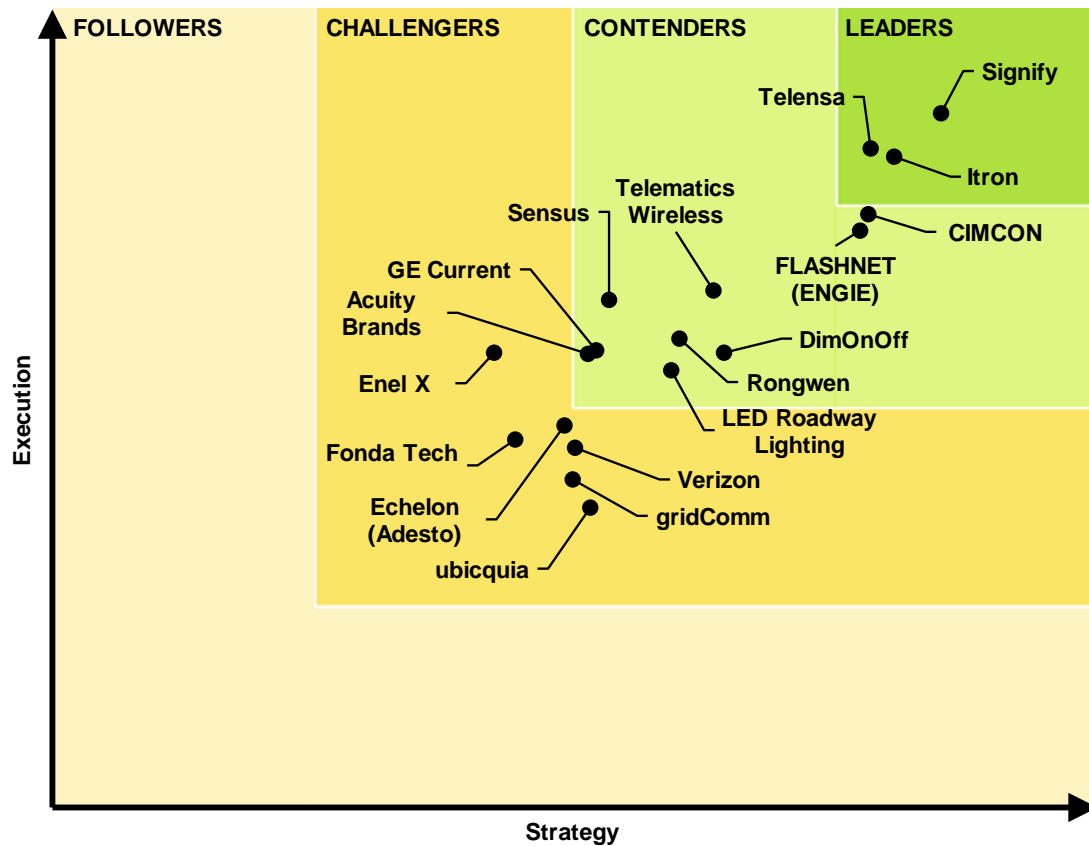 FOLLOWERS
CHALLENGERS
CONTENDERS
LEADERS
Signify
Telensa
Itron
Telematics
Wireless
Sensus
CIMCON
GE Current
FLASHNET
(ENGIE)
Acuity
Brands
DimOnOff
Enel X
Rongwen
LED Roadway
Lighting
Fonda Tech
Verizon
Echelon
(Adesto)
gridComm
ubicquia
Execution
Strategy